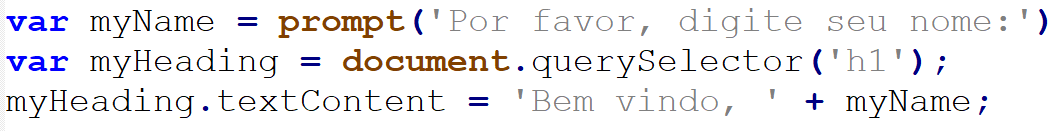 var myName = prompt('Por favor, digite seu nome:')
var myHeading = document.querySelector('h1');
myHeading.textContent = 'Bem vindo, ' + myName;